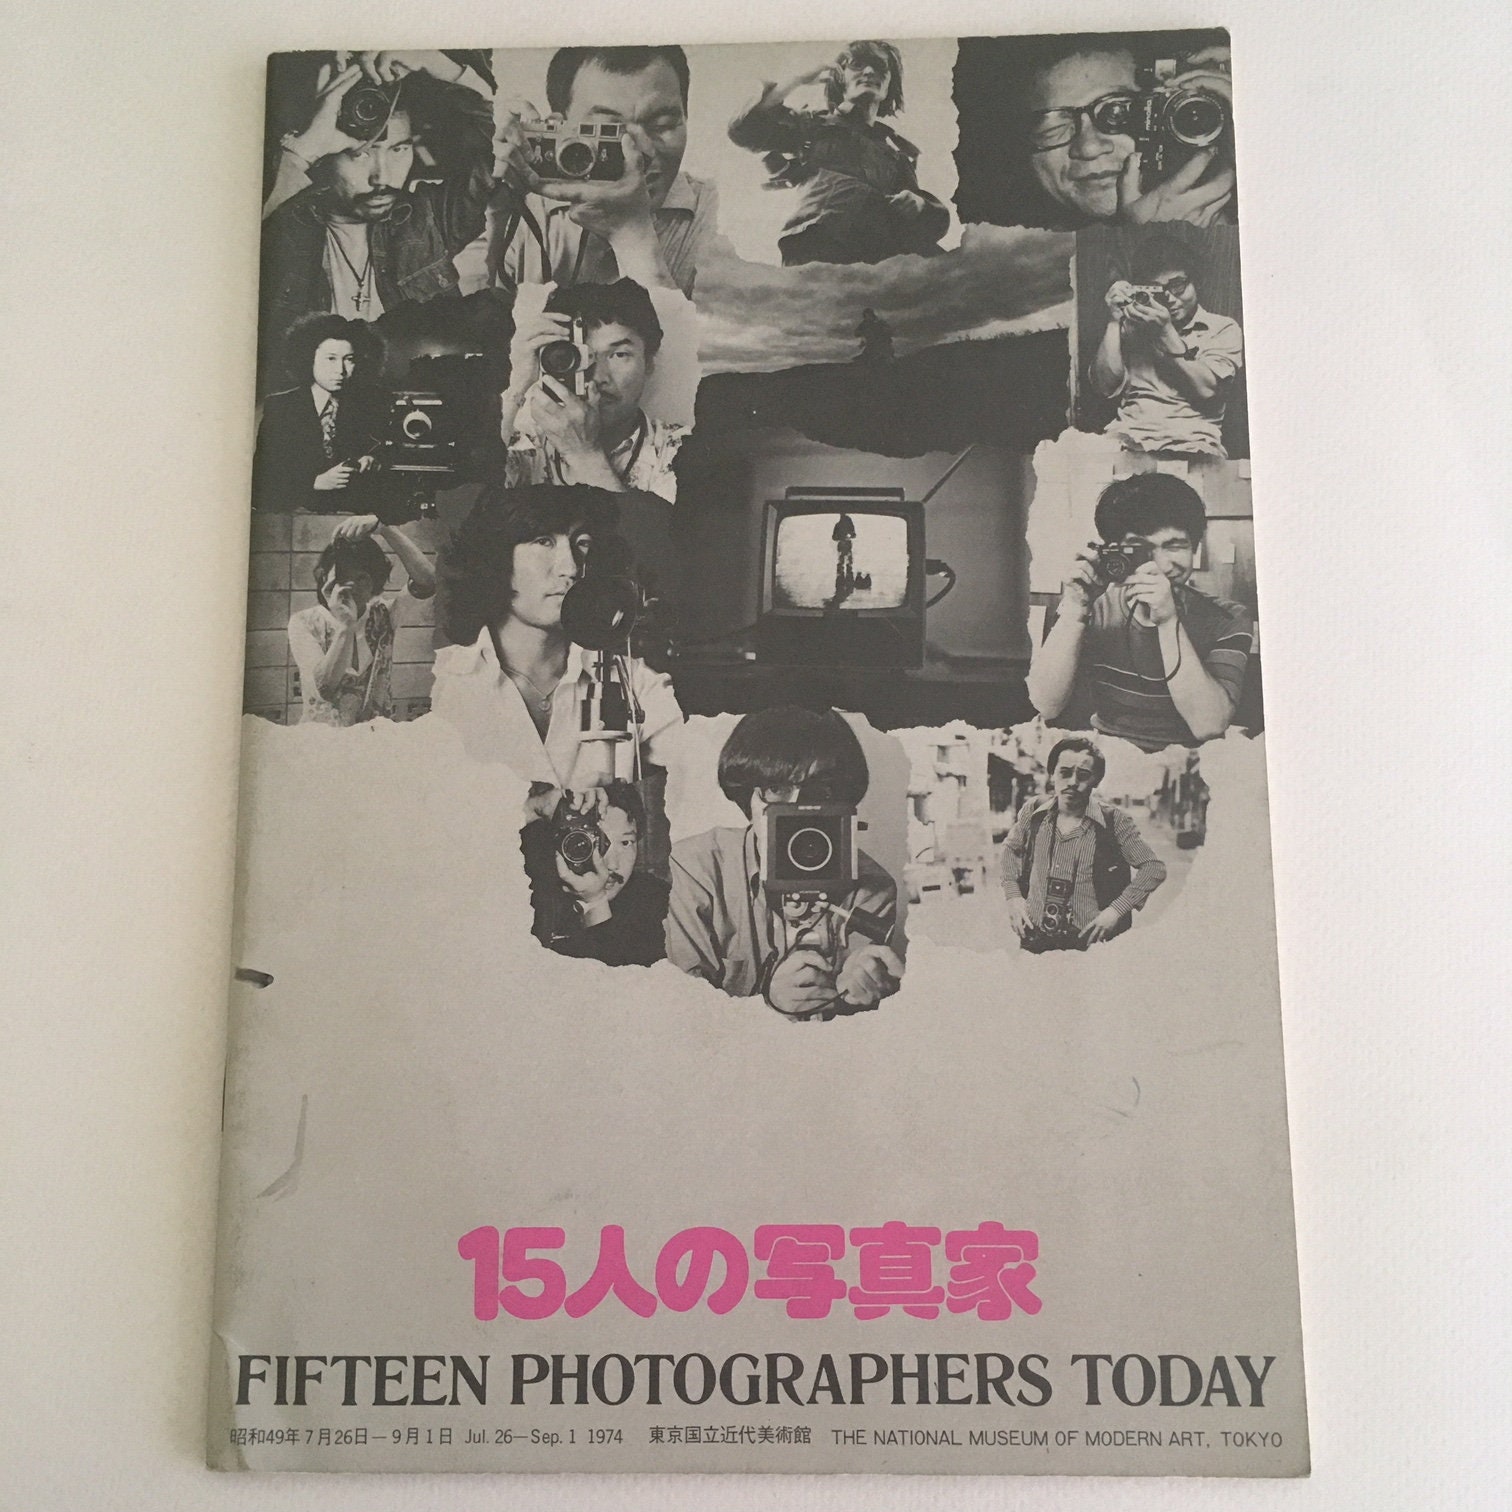 15人の写真家
FIFTEEN PHOTOGRAPHERS TODAY
昭和49年7月26日—9月1日 Jul. 26—Sep. 1 1974 東京国立近代美術館 THE NATIONAL MUSEUM OF MODERN ART, TOKYO